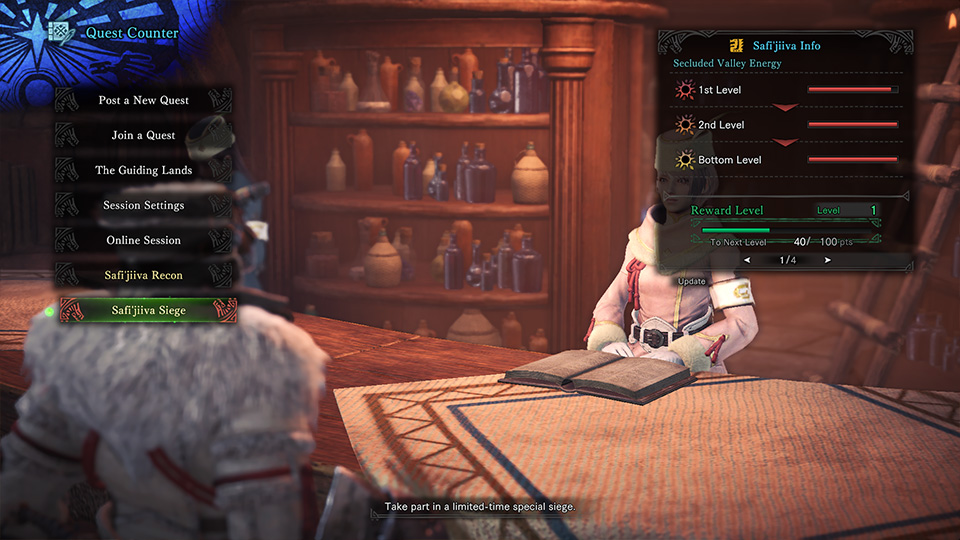 Quest Counter
Post a New Quest
Join a Quest
The Guiding Lands
Session Settings
Online Session
Safi'jiiva Recon
Safi'jiiva Siege
Safi'jiiva Info
Secluded Valley Energy
1st Level
2nd Level
Bottom Level
Reward Level Level 1
To Next Level 40/ 100 pts
1/4
Update
Take part in a limited-time special siege.